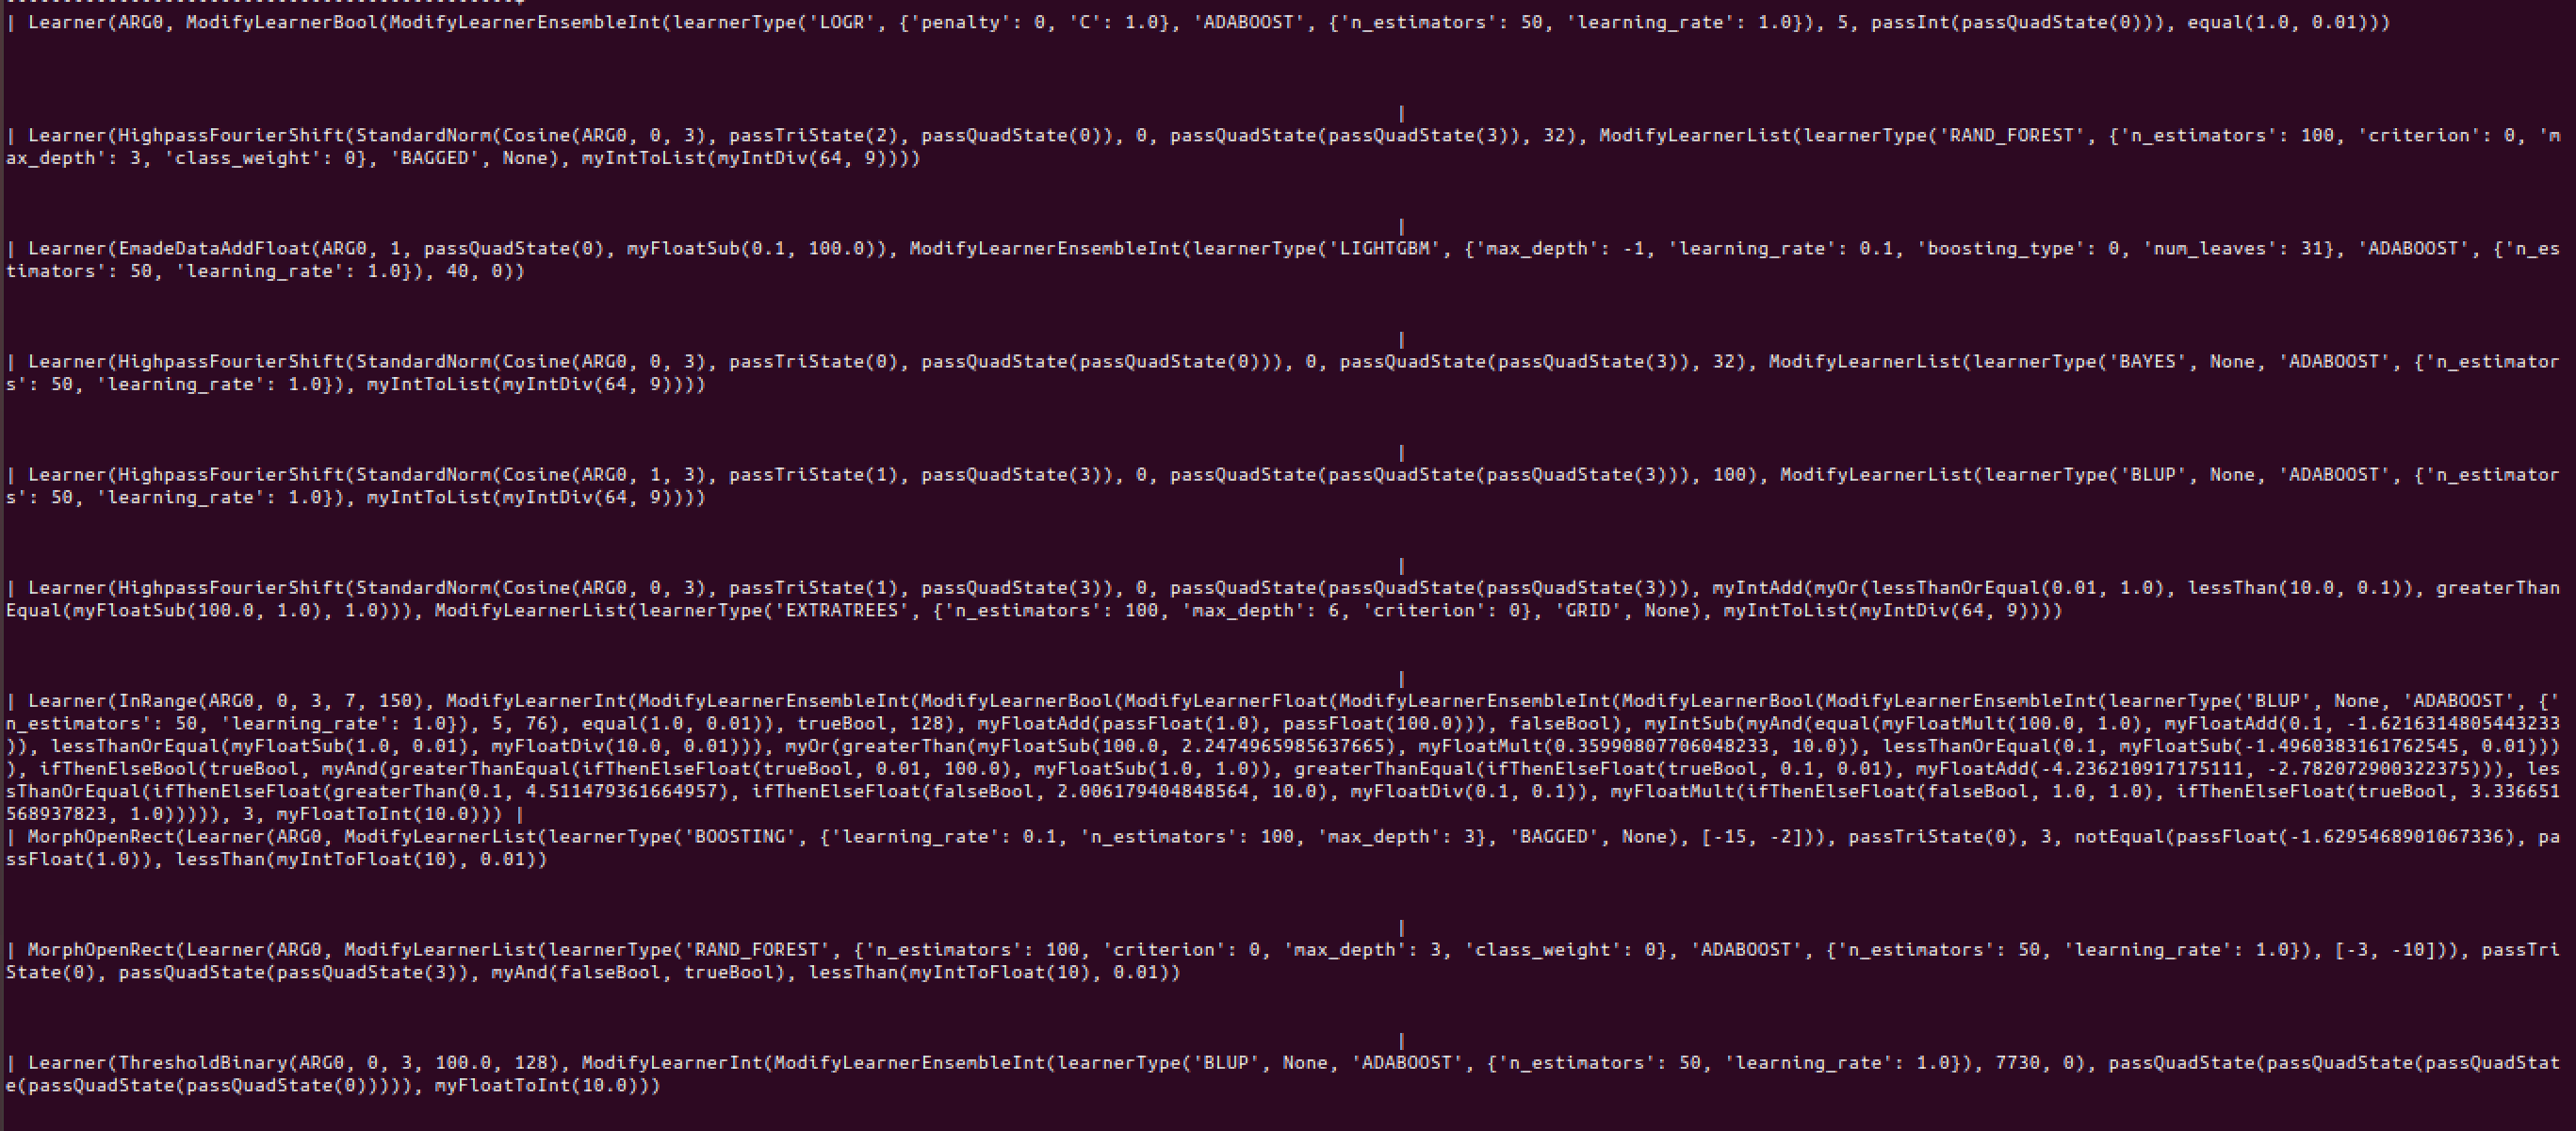 | Learner(ARG0, ModifyLearnerBool(ModifyLearnerEnsembleInt(learnerType('LOGR', {'penalty': 0, 'C': 1.0}, 'ADABOOST', {'n_estimators': 50, 'learning_rate': 1.0}), 5, passInt(passQuadState(0))), equal(1.0, 0.01)))
|
| Learner(HighpassFourierShift(StandardNorm(Cosine(ARG0, 0, 3), passTriState(2), passQuadState(0)), 0, passQuadState(passQuadState(3)), 32), ModifyLearnerList(learnerType('RAND_FOREST', {'n_estimators': 100, 'criterion': 0, 'm
ax_depth': 3, 'class_weight': 0}, 'BAGGED', None), myIntToList(myIntDiv(64, 9))))
|
| Learner(EmadeDataAddFloat(ARG0, 1, passQuadState(0), myFloatSub(0.1, 100.0)), ModifyLearnerEnsembleInt(learnerType('LIGHTGBM', {'max_depth': -1, 'learning_rate': 0.1, 'boosting_type': 0, 'num_leaves': 31}, 'ADABOOST', {'n_es
timators': 50, 'learning_rate': 1.0}), 40, 0))
|
| Learner(HighpassFourierShift(StandardNorm(Cosine(ARG0, 0, 3), passTriState(0), passQuadState(passQuadState(0))), 0, passQuadState(passQuadState(3)), 32), ModifyLearnerList(learnerType('BAYES', None, 'ADABOOST', {'n_estimator
s': 50, 'learning_rate': 1.0}), myIntToList(myIntDiv(64, 9))))
|
| Learner(HighpassFourierShift(StandardNorm(Cosine(ARG0, 1, 3), passTriState(1), passQuadState(3)), 0, passQuadState(passQuadState(passQuadState(3))), 100), ModifyLearnerList(learnerType('BLUP', None, 'ADABOOST', {'n_estimator
s': 50, 'learning_rate': 1.0}), myIntToList(myIntDiv(64, 9))))
|
| Learner(HighpassFourierShift(StandardNorm(Cosine(ARG0, 0, 3), passTriState(1), passQuadState(3)), 0, passQuadState(passQuadState(passQuadState(3))), myIntAdd(myOr(lessThanOrEqual(0.01, 1.0), lessThan(10.0, 0.1)), greaterThan
Equal(myFloatSub(100.0, 1.0), 1.0))), ModifyLearnerList(learnerType('EXTRATREES', {'n_estimators': 100, 'max_depth': 6, 'criterion': 0}, 'GRID', None), myIntToList(myIntDiv(64, 9))))
|
| Learner(InRange(ARG0, 0, 3, 7, 150), ModifyLearnerInt(ModifyLearnerEnsembleInt(ModifyLearnerBool(ModifyLearnerFloat(ModifyLearnerEnsembleInt(ModifyLearnerBool(ModifyLearnerEnsembleInt(learnerType('BLUP', None, 'ADABOOST', {'
n_estimators': 50, 'learning_rate': 1.0}), 5, 76), equal(1.0, 0.01)), trueBool, 128), myFloatAdd(passFloat(1.0), passFloat(100.0))), falseBool), myIntSub(myAnd(equal(myFloatMult(100.0, 1.0), myFloatAdd(0.1, -1.6216314805443233
)), lessThanOrEqual(myFloatSub(1.0, 0.01), myFloatDiv(10.0, 0.01))), myOr(greaterThan(myFloatSub(100.0, 2.2474965985637665), myFloatMult(0.35990807706048233, 10.0)), lessThanOrEqual(0.1, myFloatSub(-1.4960383161762545, 0.01)))
), ifThenElseBool(trueBool, myAnd(greaterThanEqual(ifThenElseFloat(trueBool, 0.01, 100.0), myFloatSub(1.0, 1.0)), greaterThanEqual(ifThenElseFloat(trueBool, 0.1, 0.01), myFloatAdd(-4.236210917175111, -2.782072900322375))), les
sThanOrEqual(ifThenElseFloat(greaterThan(0.1, 4.511479361664957), ifThenElseFloat(falseBool, 2.006179404848564, 10.0), myFloatDiv(0.1, 0.1)), myFloatMult(ifThenElseFloat(falseBool, 1.0, 1.0), ifThenElseFloat(trueBool, 3.336651
568937823, 1.0))))), 3, myFloatToInt(10.0))) |
| MorphOpenRect(Learner(ARG0, ModifyLearnerList(learnerType('BOOSTING', {'learning_rate': 0.1, 'n_estimators': 100, 'max_depth': 3}, 'BAGGED', None), [-15, -2])), passTriState(0), 3, notEqual(passFloat(-1.6295468901067336), pa
ssFloat(1.0)), lessThan(myIntToFloat(10), 0.01))
|
| MorphOpenRect(Learner(ARG0, ModifyLearnerList(learnerType('RAND_FOREST', {'n_estimators': 100, 'criterion': 0, 'max_depth': 3, 'class_weight': 0}, 'ADABOOST', {'n_estimators': 50, 'learning_rate': 1.0}), [-3, -10])), passTri
State(0), passQuadState(passQuadState(3)), myAnd(falseBool, trueBool), lessThan(myIntToFloat(10), 0.01))
|
| Learner(ThresholdBinary(ARG0, 0, 3, 100.0, 128), ModifyLearnerInt(ModifyLearnerEnsembleInt(learnerType('BLUP', None, 'ADABOOST', {'n_estimators': 50, 'learning_rate': 1.0}), 7730, 0), passQuadState(passQuadState(passQuadStat
e(passQuadState(passQuadState(0))))), myFloatToInt(10.0)))